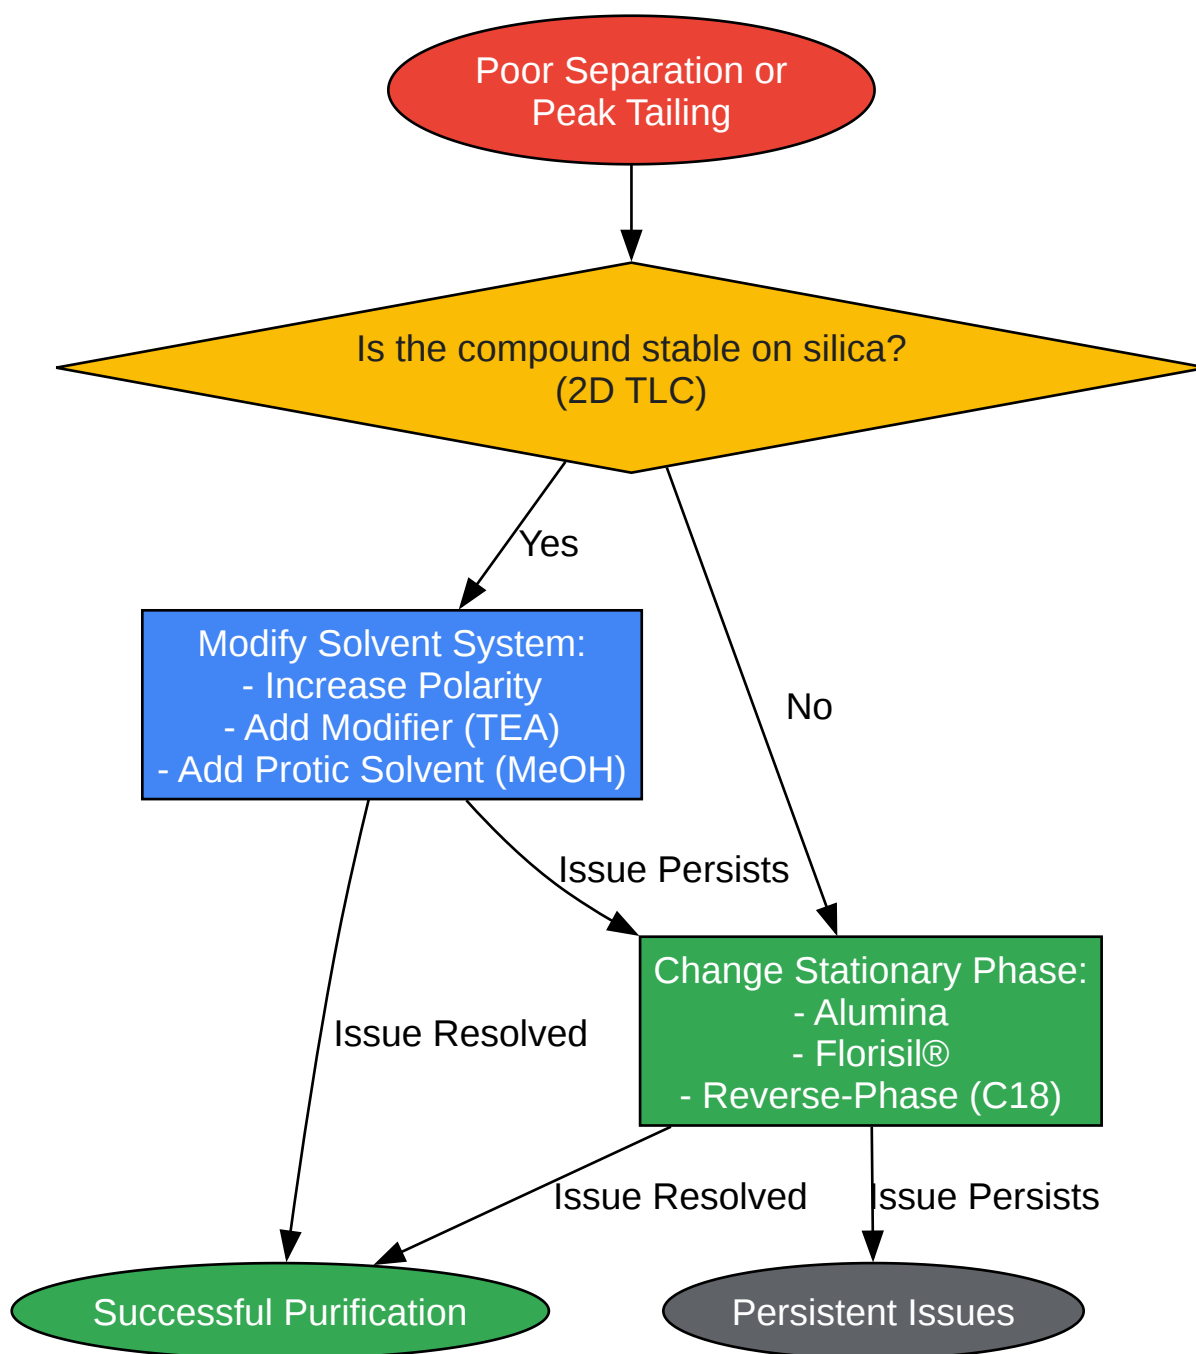 Poor Separation or
Peak Tailing
Is the compound stable on silica?
(2D TLC)
Yes
Modify Solvent System:
- Increase Polarity
- Add Modifier (TEA)
- Add Protic Solvent (MeOH)
No
Issue Persists
Change Stationary Phase:
- Alumina
- Florisil®
- Reverse-Phase (C18)
Issue Resolved
Issue Resolved
Issue Persists
Successful Purification
Persistent Issues